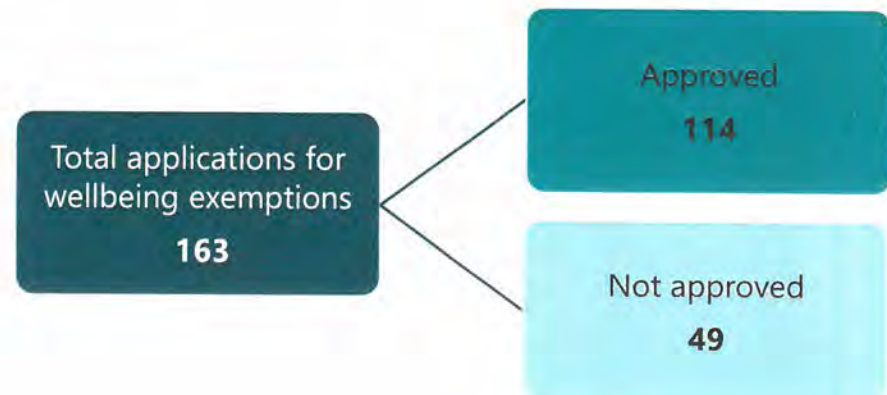 Total applications for
wellbeing exemptions
163
Approved
114
Not approved
49